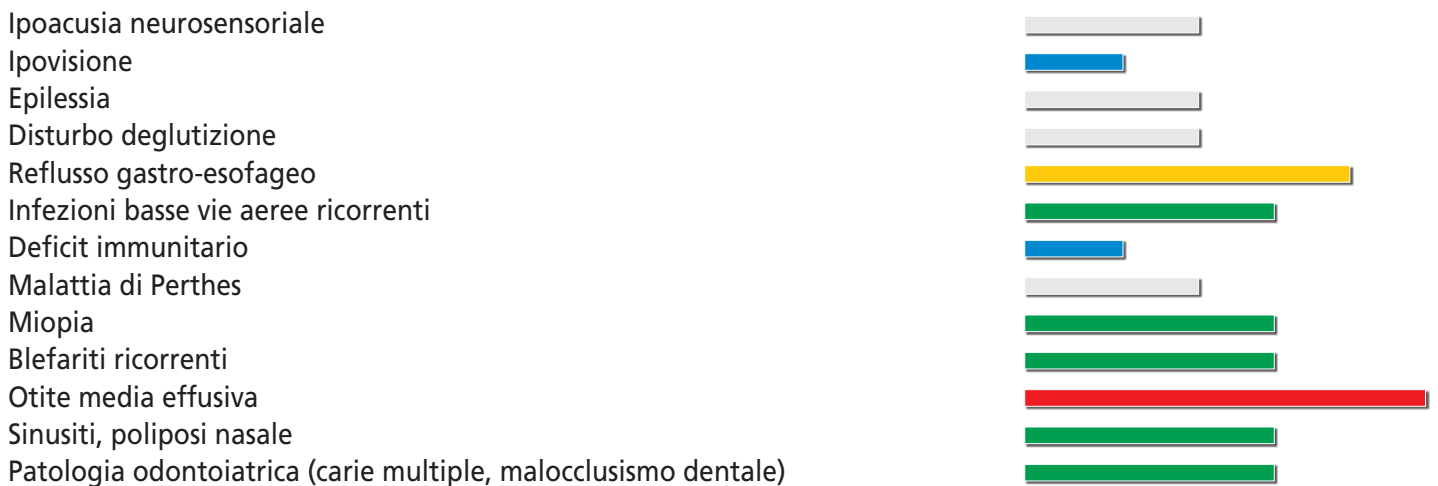 Ipoacusia neurosensoriale
Ipovisione
Epilessia
Disturbo deglutizione
Reflusso gastro-esofageo
Infezioni basse vie aeree ricorrenti
Deficit immunitario
Malattia di Perthes
Miopia
Blefariti ricorrenti
Otite media effusiva
Sinusiti, poliposi nasale
Patologia odontoiatrica (carie multiple, malocclusismo dentale)